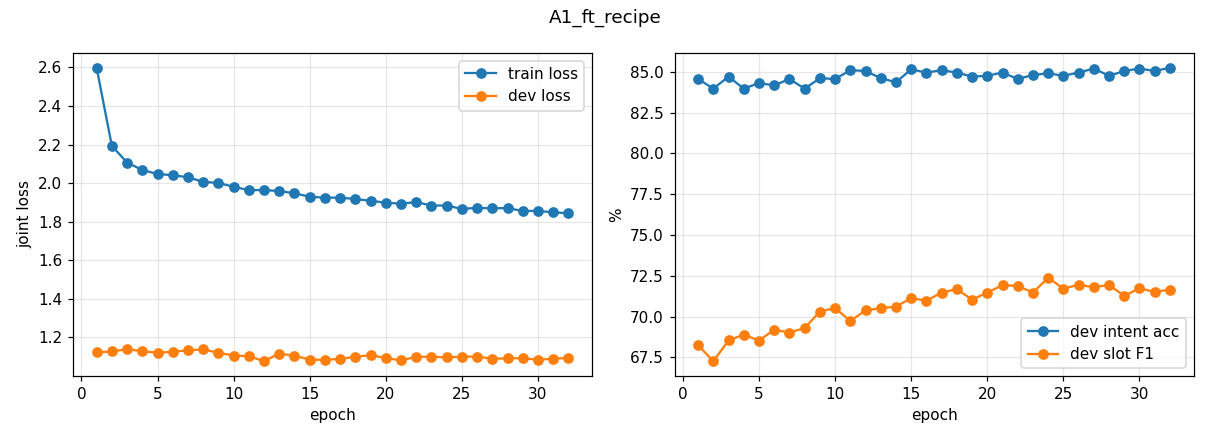 A1_ft_recipe
joint loss
2.6
2.4
2.2
2.0
1.8
1.6
1.4
1.2
0 5 10 15 20 25 30
epoch
train loss
dev loss
%
85.0
82.5
80.0
77.5
75.0
72.5
70.0
67.5
0 5 10 15 20 25 30
epoch
dev intent acc
dev slot F1